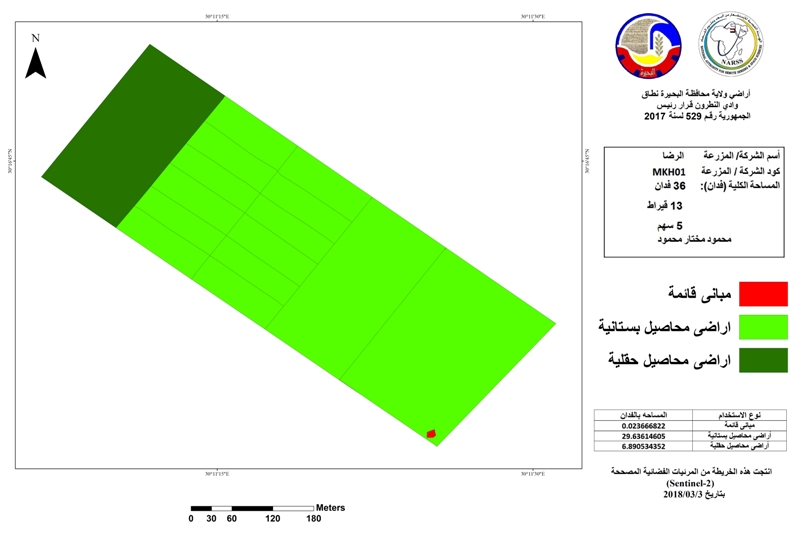 30°11'15"E
30°11'30"E
N
NARSS
البحيرة
أراضي ولاية محافظة البحيرة نطاق
وادي النطرون قرار رئيس
الجمهورية رقم 529 لسنة 2017
أسم الشركة/ المزرعة الرضا
كود الشركة / المزرعة MKH01
المساحة الكلية (فدان): 36 فدان
13 قيراط
5 سهم
محمود مختار محمود
مبانى قائمة
اراضى محاصيل بستانية
اراضى محاصيل حقلية
نوع الاستخدام المساحه بالفدان
مبانى قائمة 0.023666822
أراضى محاصيل بستانية 29.63614605
أراضى محاصيل حقلية 6.890534352
انتجت هذه الخريطة من المرئيات الفضائية المصححة
(Sentinel-2)
بتاريخ 2018/03/3
30°11'15"E
30°11'30"E
Meters
0 30 60 120 180